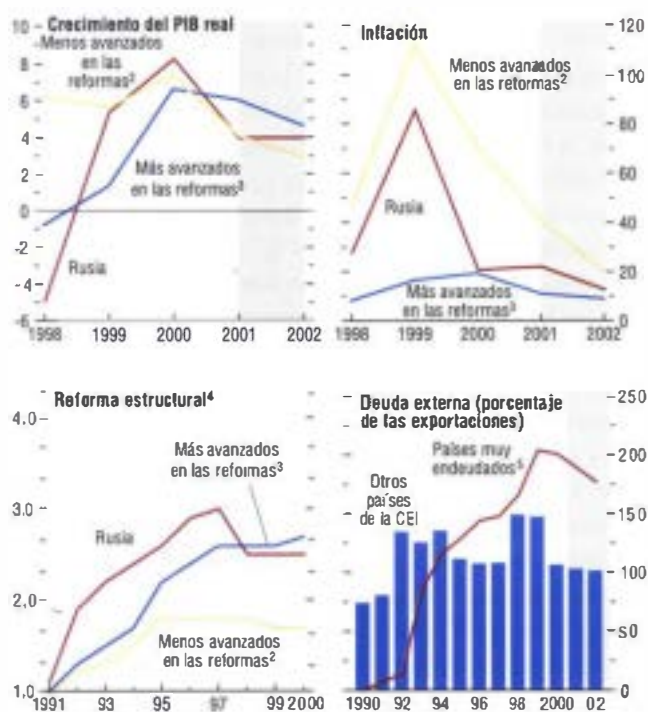 Crecimiento del PIB real
10
8
6
4
2
0
-2
-4
-6
Menos avanzados
en las
reformas²
Más avanzados
en las reformas³
Rusia
1998 1999 2000 2001 2002
Inflación
120
100
80
60
40
20
0
Menos avanzados
en las reformas²
Rusia
Más avanzados
en las reformas³
1998 1999 2000 2001 2002
Reforma estructural⁴
4.0
3.0
2.0
1.0
Más avanzados
en las reformas³
Rusia
Menos avanzados
en las reformas²
1991 93 95 97 99 2000
Deuda externa (porcentaje
de las exportaciones)
250
200
150
100
50
0
Países muy
endeudados⁵
Otros
países
de la CEI
1990 92 94 96 98 2000 02